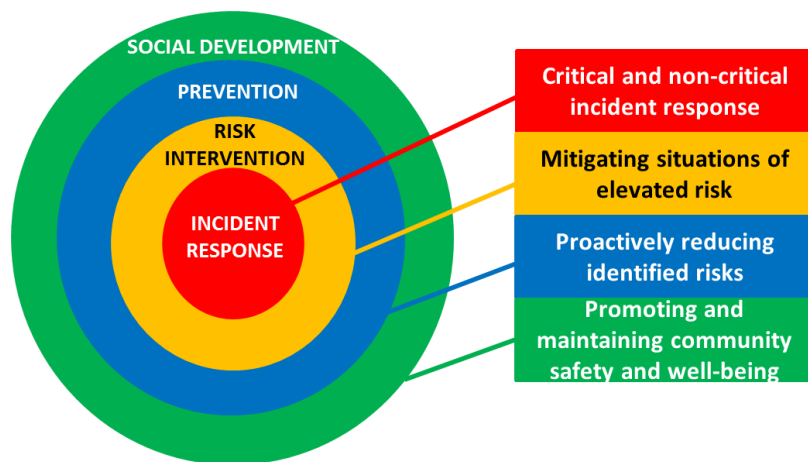 SOCIAL DEVELOPMENT
PREVENTION
RISK
INTERVENTION
INCIDENT
RESPONSE
Critical and non-critical
incident response
Mitigating situations of
elevated risk
Proactively reducing
identified risks
Promoting and
maintaining community
safety and well-being